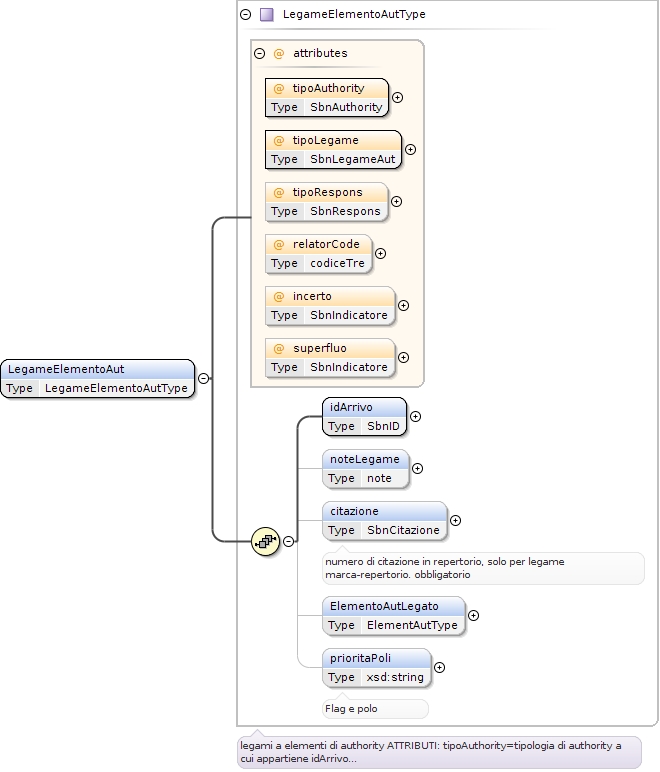 LegameElementoAutType
@ attributes
@ tipoAuthority
Type SbnAuthority
@ tipoLegame
Type SbnLegameAut
@ tipoRespons
Type SbnRespons
@ relatorCode
Type codiceTre
@ incerto
Type SbnIndicatore
@ superfluo
Type SbnIndicatore
LegameElementoAut
Type LegameElementoAutType
idArrivo
Type SbnID
noteLegame
Type note
citazione
Type SbnCitazione
numero di citazione in repertorio, solo per legame
marca-repertorio. obbligatorio
ElementoAutLegato
Type ElementAutType
prioritaPoli
Type xsd:string
Flag e polo
legami a elementi di authority ATTRIBUTI: tipoAuthority=tipologia di authority a
cui appartiene idArrivo...